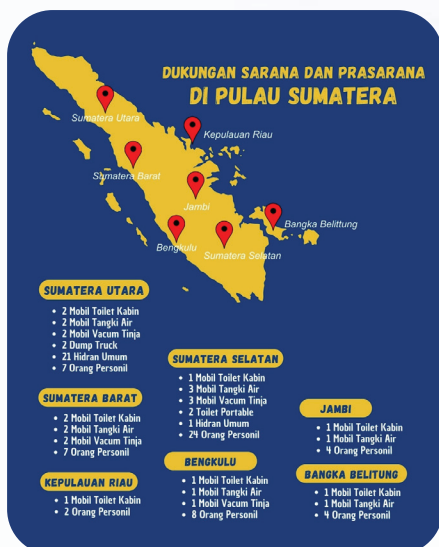 DUKUNGAN SARANA DAN PRASARANA
DI PULAU SUMATERA
Sumatera Utara
Kepulauan Riau
Sumatera Barat
Jambi
Bangka Belittung
Bengkulu
Sumatera Selatan
SUMATERA UTARA
• 2 Mobil Toilet Kabin
• 2 Mobil Tangki Air
• 2 Mobil Vacum Tinja
• 2 Dump Truck
• 21 Hidran Umum
• 7 Orang Personil
SUMATERA BARAT
• 2 Mobil Toilet Kabin
• 2 Mobil Tangki Air
• 2 Mobil Vacum Tinja
• 7 Orang Personil
KEPULAUAN RIAU
• 1 Mobil Toilet Kabin
• 2 Orang Personil
SUMATERA SELATAN
• 1 Mobil Toilet Kabin
• 3 Mobil Tangki Air
• 3 Mobil Vacum Tinja
• 2 Toilet Portable
• 1 Hidran Umum
• 24 Orang Personil
BENGKULU
• 1 Mobil Toilet Kabin
• 1 Mobil Tangki Air
• 1 Mobil Vacum Tinja
• 8 Orang Personil
JAMBI
• 1 Mobil Toilet Kabin
• 1 Mobil Tangki Air
• 4 Orang Personil
BANGKA BELITUNG
• 1 Mobil Toilet Kabin
• 1 Mobil Tangki Air
• 4 Orang Personil